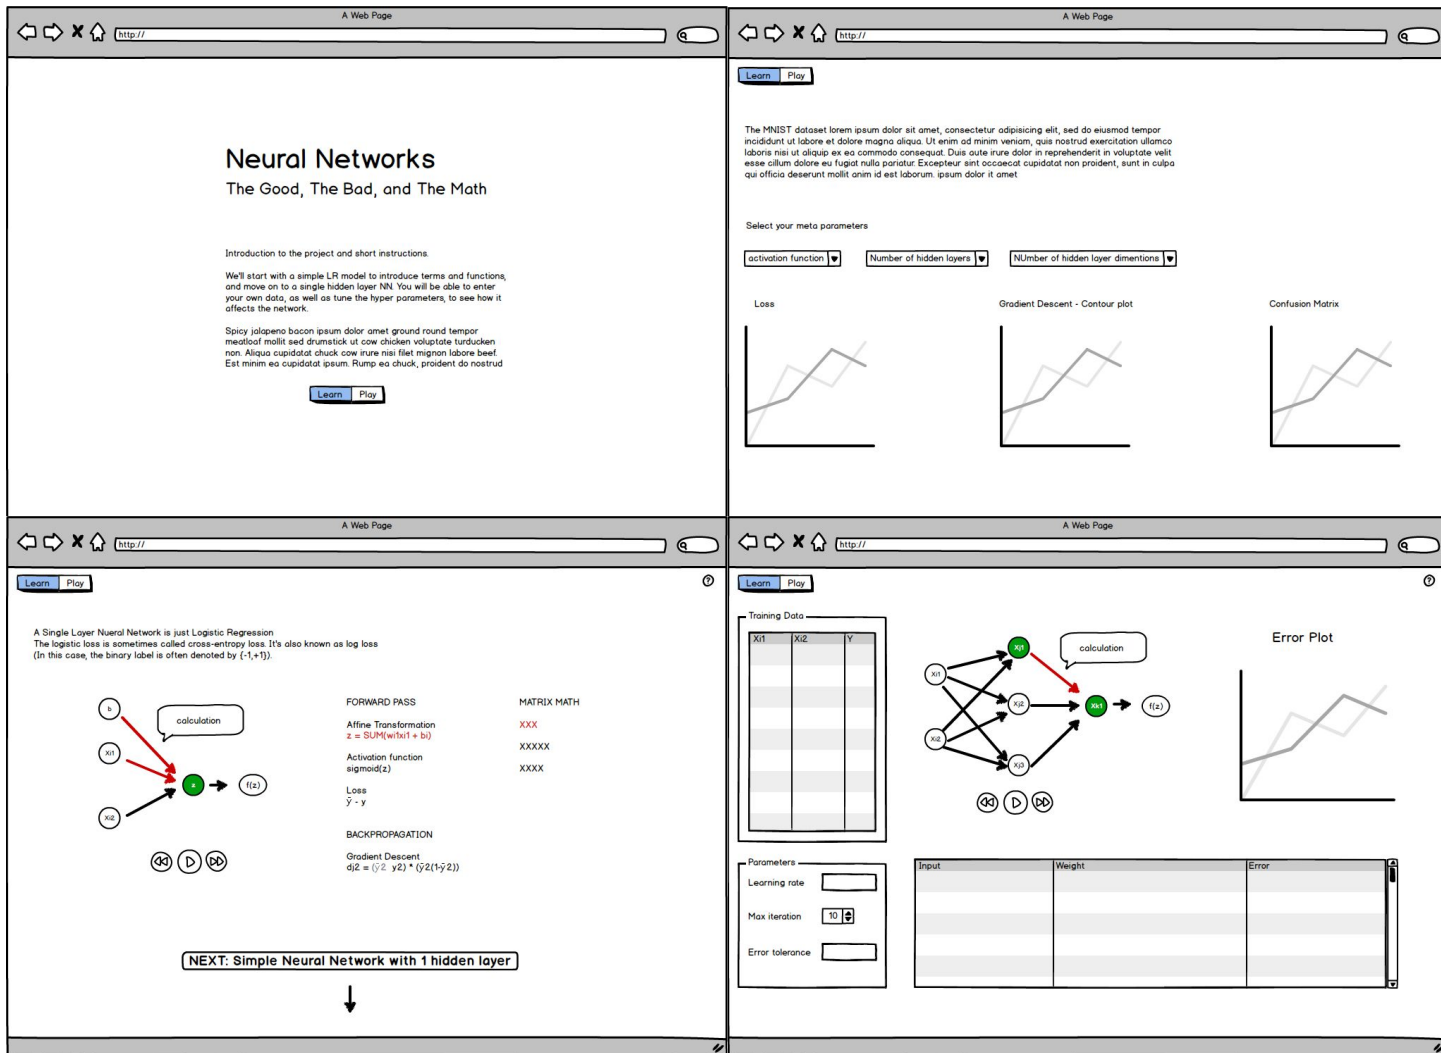 A Web Page
http://
Neural Networks
The Good, The Bad, and The Math
Introduction to the project and short instructions.
We'll start with a simple LR model to introduce terms and functions,
and move on to a single hidden layer NN. You will be able to enter
your own data, as well as tune the hyper parameters, to see how it
affects the network.
Spicy jalapeno bacon ipsum dolor amet ground round tempor
meatloaf mollit sed drumstick ut cow chicken voluptate turducken
non. Aliqua cupidatat chuck cow irure nisi filet mignon labore beef.
Est minim ea cupidatat ipsum. Rump ea chuck, proident do nostrud
Learn Play
A Web Page
http://
Learn Play
The MNIST dataset lorem ipsum dolor sit amet, consectetur adipisicing elit, sed do eiusmod tempor
incididunt ut labore et dolore magna aliqua. Ut enim ad minim veniam, quis nostrud exercitation ullamco
laboris nisi ut aliquip ex ea commodo consequat. Duis aute irure dolor in reprehenderit in voluptate velit
esse cillum dolore eu fugiat nulla pariatur. Excepteur sint occaecat cupidatat non proident, sunt in culpa
qui officia deserunt mollit anim id est laborum. ipsum dolor it amet
Select your meta parameters
activation function
Number of hidden layers
NUmber of hidden layer dimentions
Loss
Gradient Descent - Contour plot
Confusion Matrix
A Web Page
http://
Learn Play
?
A Single Layer Nueral Network is just Logistic Regression
The logistic loss is sometimes called cross-entropy loss. It's also known as log loss
(In this case, the binary label is often denoted by {-1,+1}).
b
calculation
Xi1
z
f(z)
Xi2
FORWARD PASS
Affine Transformation
z = SUM(wi1xi1 + bi)
Activation function
sigmoid(z)
Loss
ȳ - y
BACKPROPAGATION
Gradient Descent
dj2 = (ȳ2 y2) * (ȳ2(1-ȳ2))
MATRIX MATH
XXX
XXXXX
XXXX
NEXT: Simple Neural Network with 1 hidden layer
A Web Page
http://
Learn Play
?
Training Data
Xi1 Xi2 Y
Xj1
calculation
Xi1
Xj2
Xk1
f(z)
Xi2
Xj3
Error Plot
Parameters
Learning rate
Max iteration 10
Error tolerance
Input Weight Error